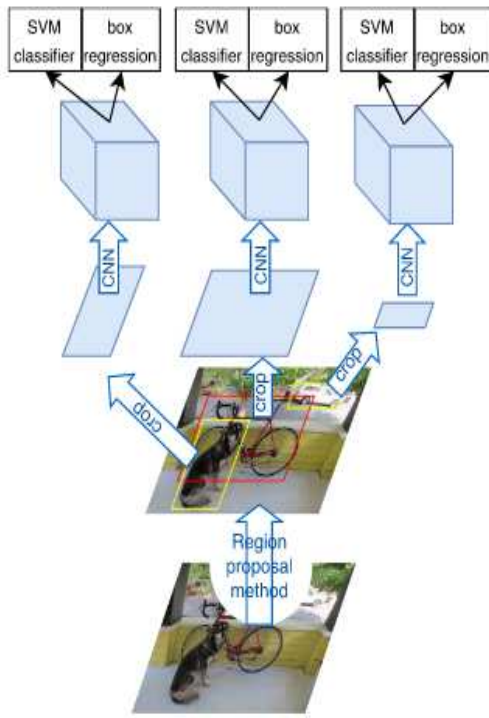 SVM
classifier
box
regression
SVM
classifier
box
regression
SVM
classifier
box
regression
CNN
CNN
CNN
crop
crop
crop
Region
proposal
method